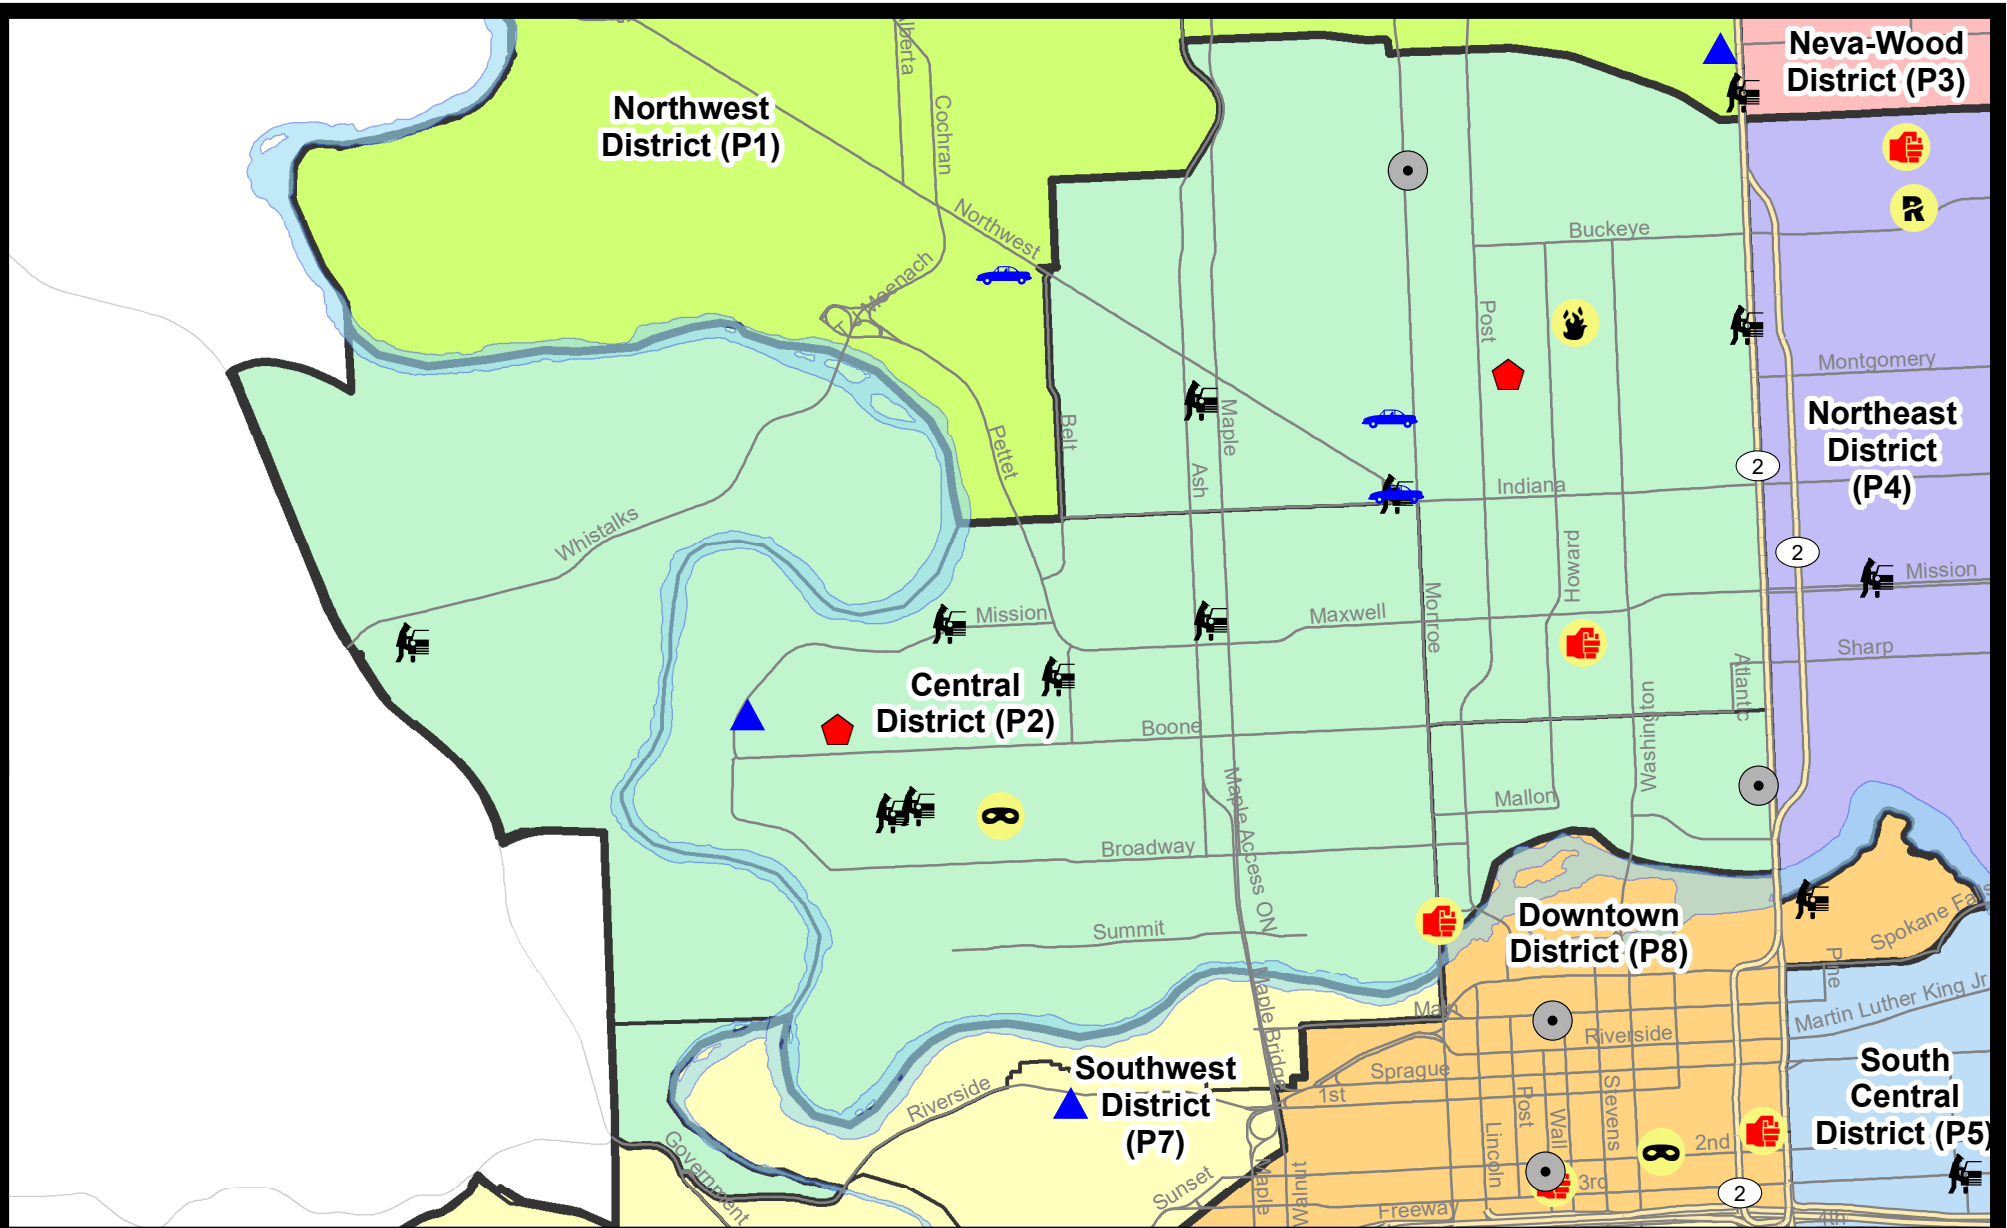 Neva-Wood
District (P3)
Northwest
District (P1)
Cochran
Northwest
Buckeye
Meenach
Post
Montgomery
Northeast
District
(P4)
Maple
Belt
Pettet
Ash
2
Indiana
Whistalks
2
Howard
Mission
Mission
Maxwell
Monroe
Sharp
Atlantic
Central
District (P2)
Washington
Boone
Mallon
Maple Access ON
Broadway
Downtown
District (P8)
Summit
Pine
Maple Bridge
Martin Luther King Jr
Main
Riverside
Southwest
District
(P7)
South
Central
District (P5)
Sprague
Riverside
1st
Post
Wall
Stevens
Lincoln
2nd
Government
Sunset
Maple
Walnut
3rd
2
Freeway
4th